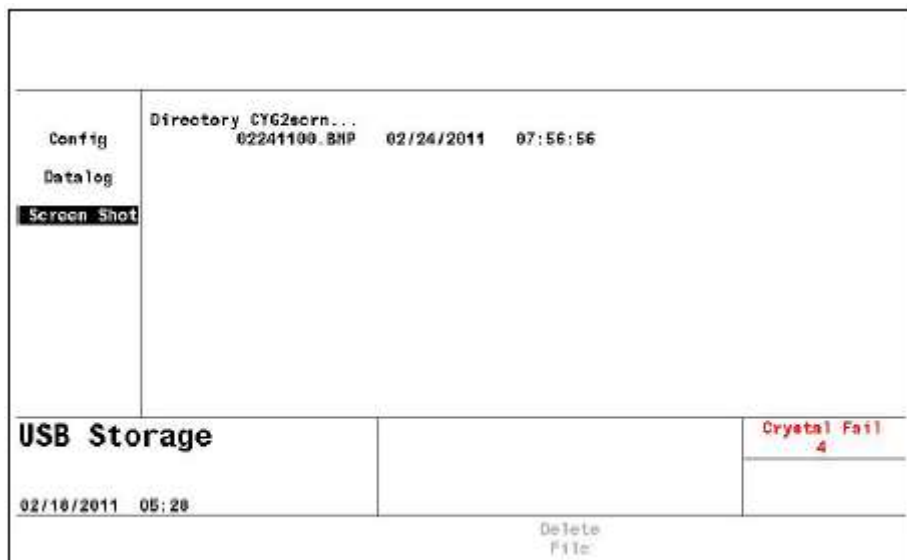 Directory CYG2scrn...
Config 02241100.BMP 02/24/2011 07:56:56
Datalog
Screen Shot
USB Storage
Crystal Fail
4
02/18/2011 05:28
Delete
File